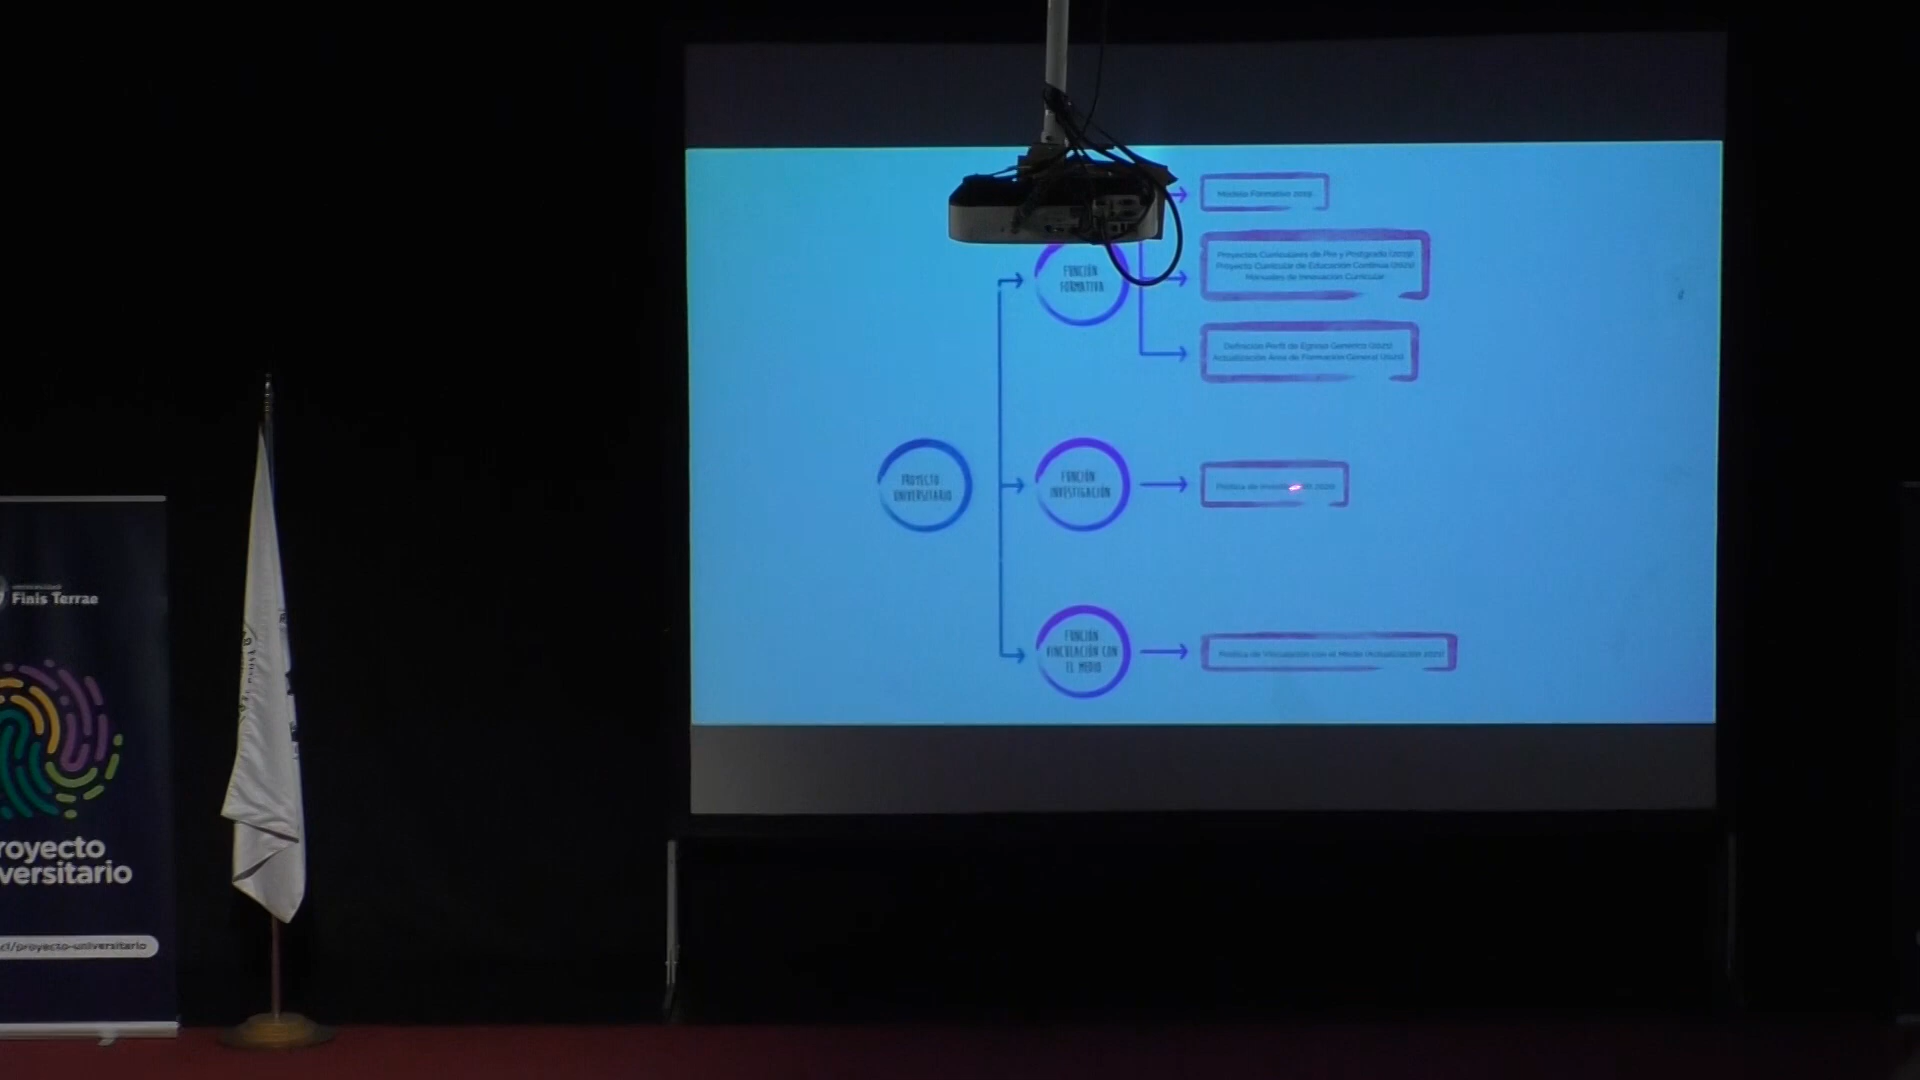 Modelo Formativo 2019
Proyectos Curriculares de Pre y Postgrado (2019)
Proyecto Curricular de Educación Continua (2021)
Manuales de Innovación Curricular
FUNCIÓN
FORMATIVA
Definición Perfil de Egreso Genérico (2021)
Actualización Área de Formación General (2021)
PROYECTO
UNIVERSITARIO
FUNCIÓN
INVESTIGACIÓN
Política de
FUNCIÓN
VINCULACIÓN CON
EL MEDIO
Política de Vinculación con el Medio (Actualización 2021)
Finis Terrae
royecto
versitario
cl/proyecto-universitario